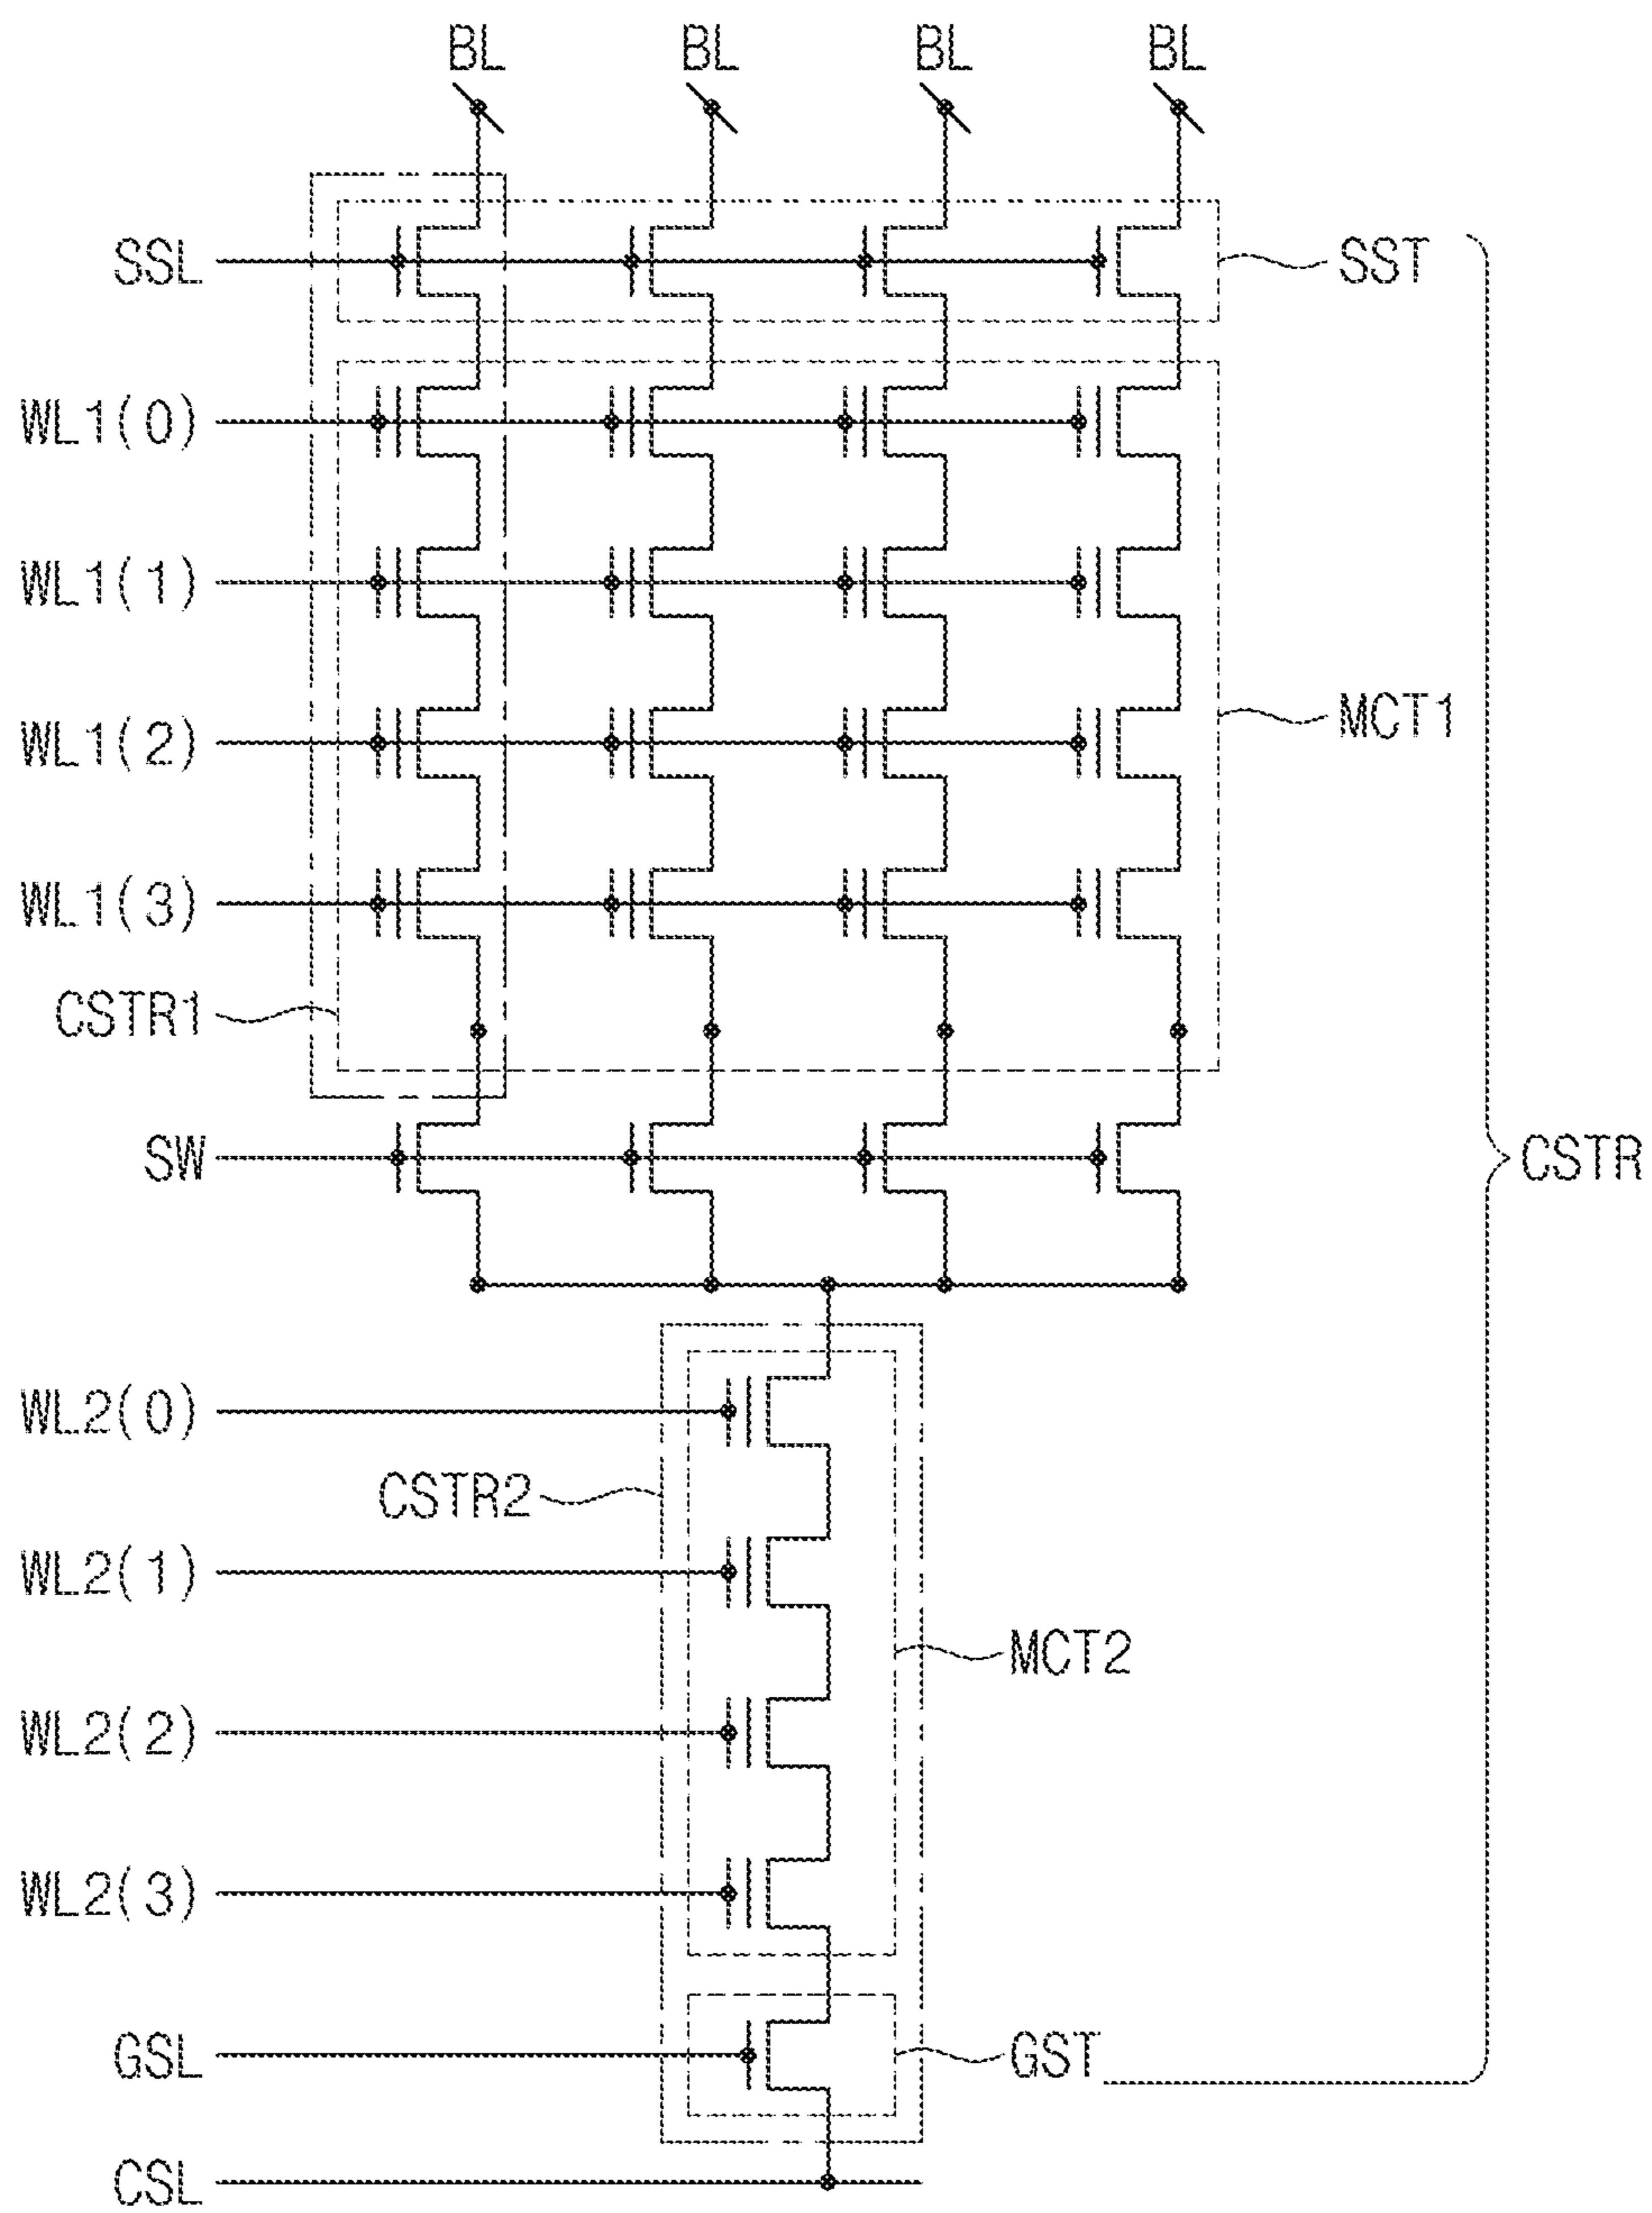 BL BL BL BL
SSL
SST
WL1(0)
WL1(1)
WL1(2)
MCT1
WL1(3)
CSTR1
SW
CSTR
WL2(0)
CSTR2
WL2(1)
MCT2
WL2(2)
WL2(3)
GSL
GST
CSL